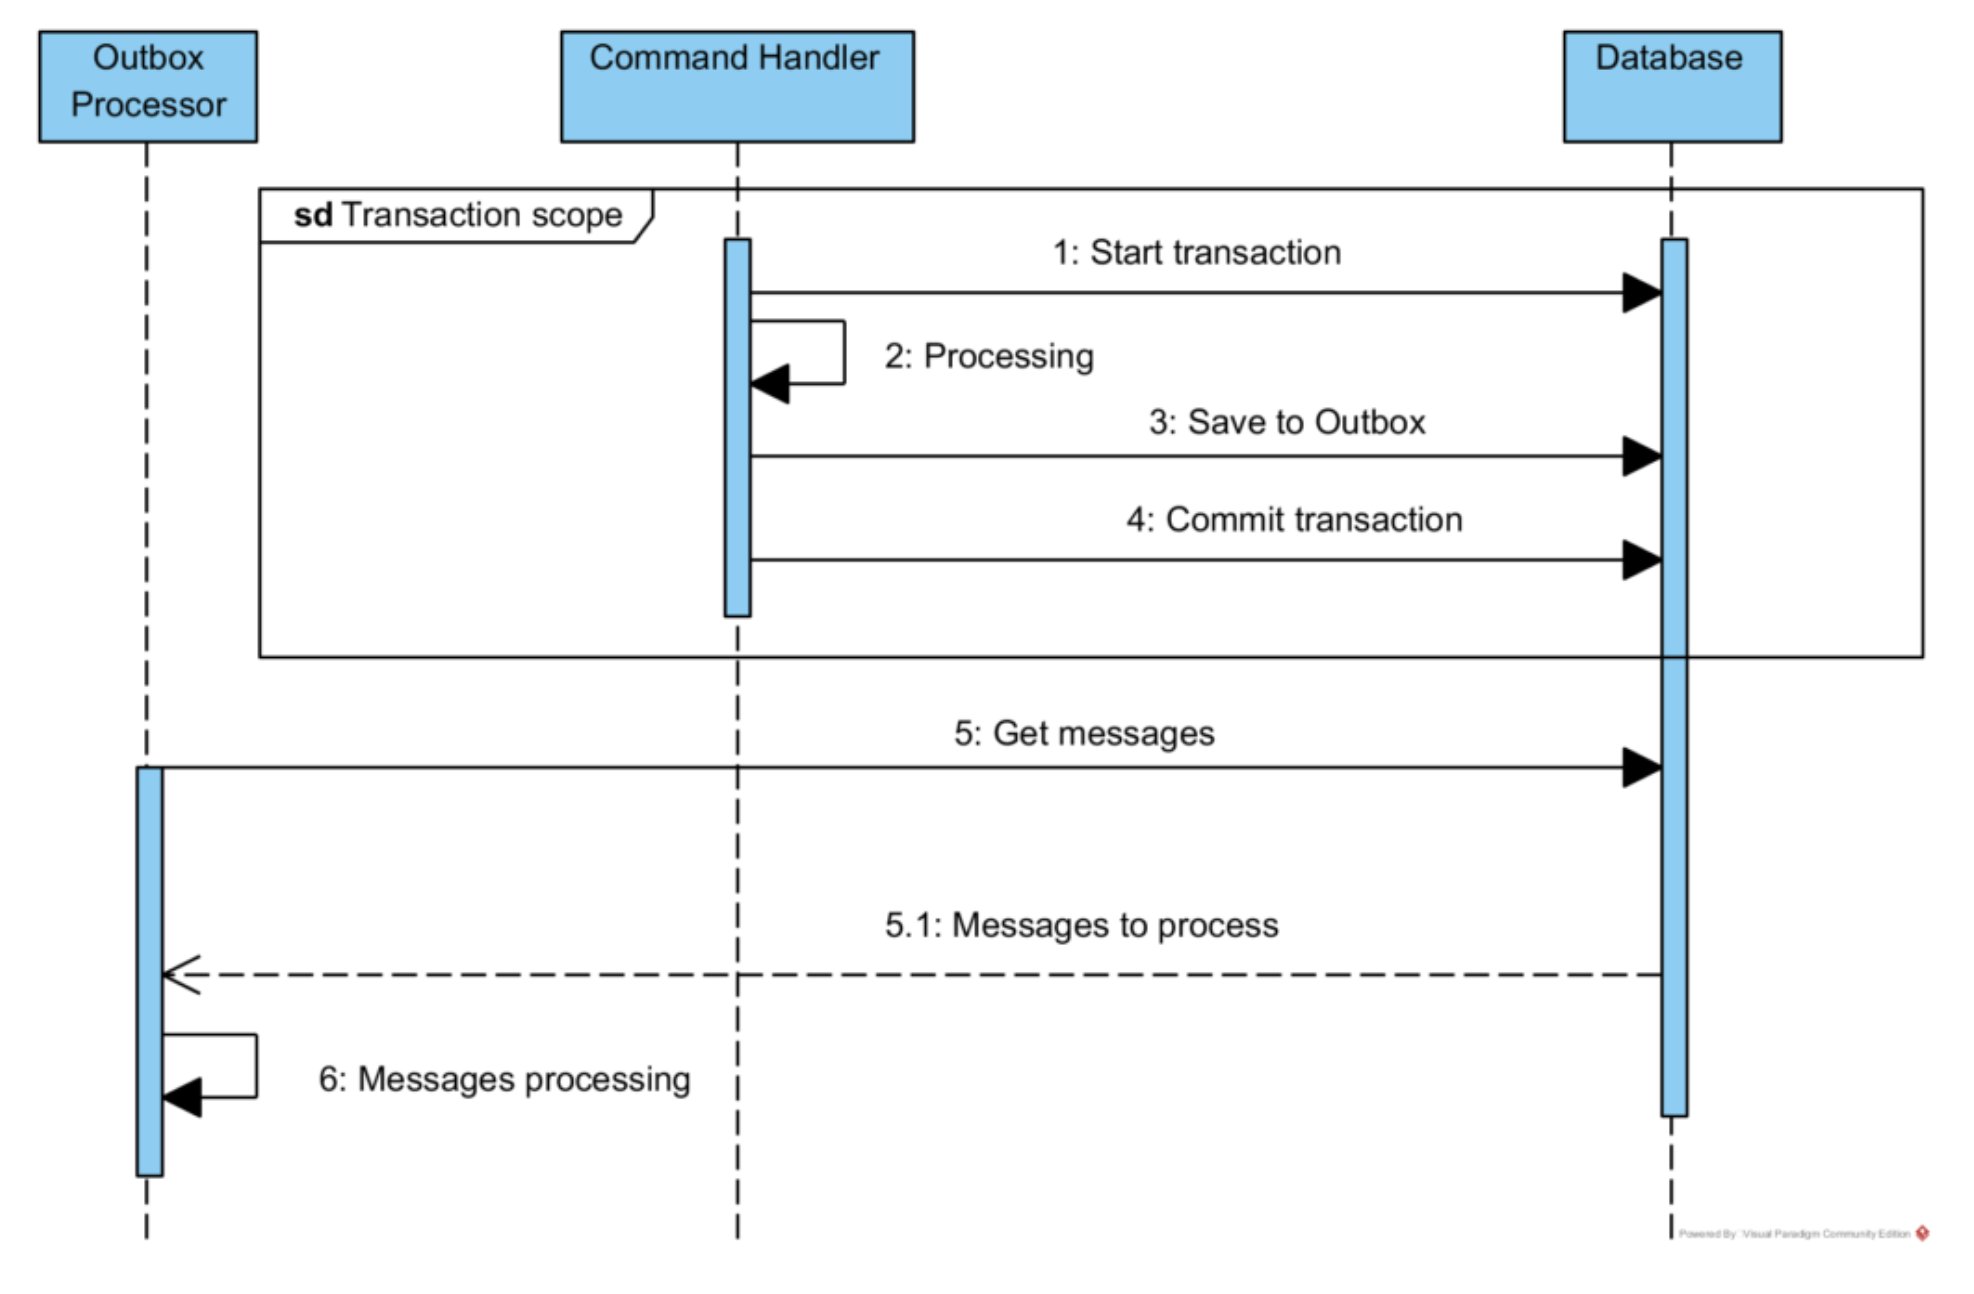 Outbox
Processor
Command Handler
Database
sd Transaction scope
1: Start transaction
2: Processing
3: Save to Outbox
4: Commit transaction
5: Get messages
5.1: Messages to process
6: Messages processing
Powered By Visual Paradigm Community Edition